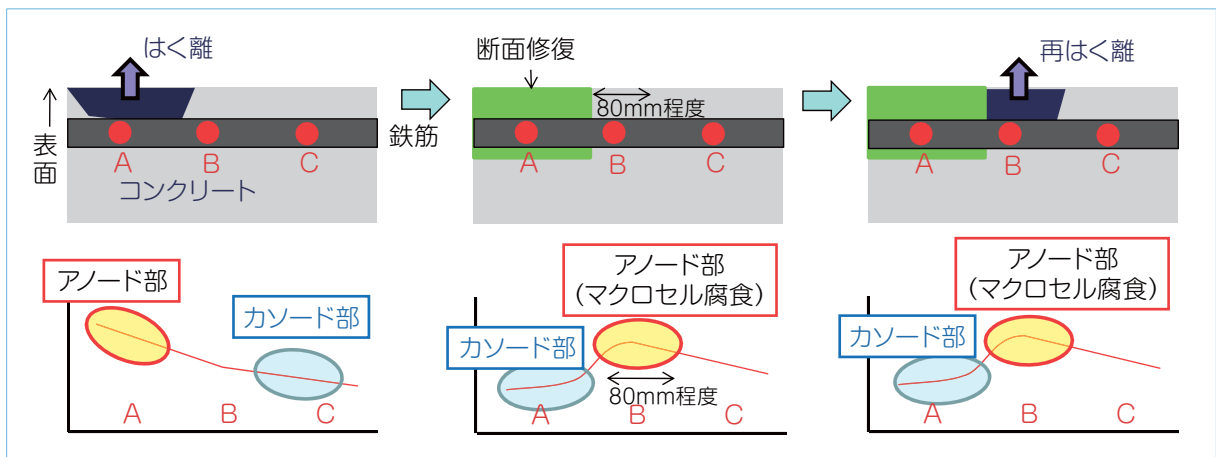 はく離
表面
A
B
C
コンクリート
鉄筋
断面修復
80mm程度
A
B
C
再はく離
A
B
C
アノード部
カソード部
A
B
C
アノード部
(マクロセル腐食)
カソード部
80mm程度
A
B
C
アノード部
(マクロセル腐食)
カソード部
A
B
C